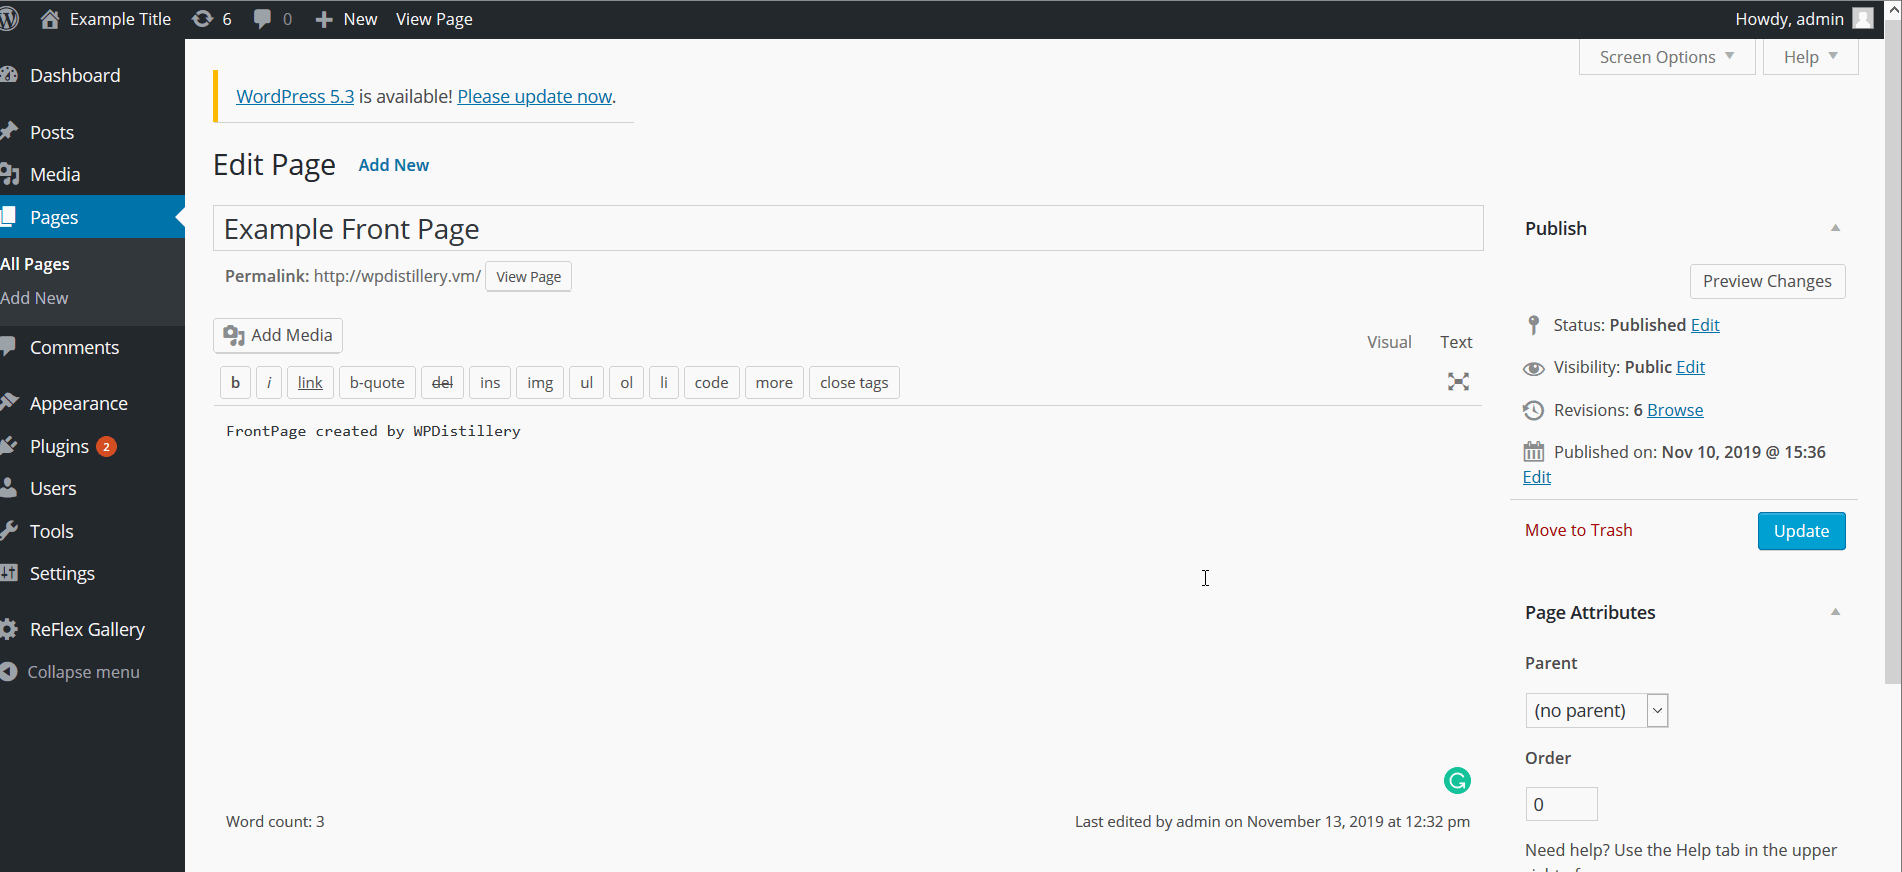 Example Title 6 0 New View Page Howdy, admin
Screen Options Help
Dashboard
Posts
Media
Pages
All Pages
Add New
Comments
Appearance
Plugins 2
Users
Tools
Settings
ReFlex Gallery
Collapse menu
WordPress 5.3 is available! Please update now.
Edit Page Add New
Example Front Page
Permalink: http://wpdistillery.vm/ View Page
Add Media
Visual Text
b i link b-quote del ins img ul ol li code more close tags
FrontPage created by WPDistillery
Word count: 3
Last edited by admin on November 13, 2019 at 12:32 pm
Publish
Preview Changes
Status: Published Edit
Visibility: Public Edit
Revisions: 6 Browse
Published on: Nov 10, 2019 @ 15:36
Edit
Move to Trash Update
Page Attributes
Parent
(no parent)
Order
0
Need help? Use the Help tab in the upper